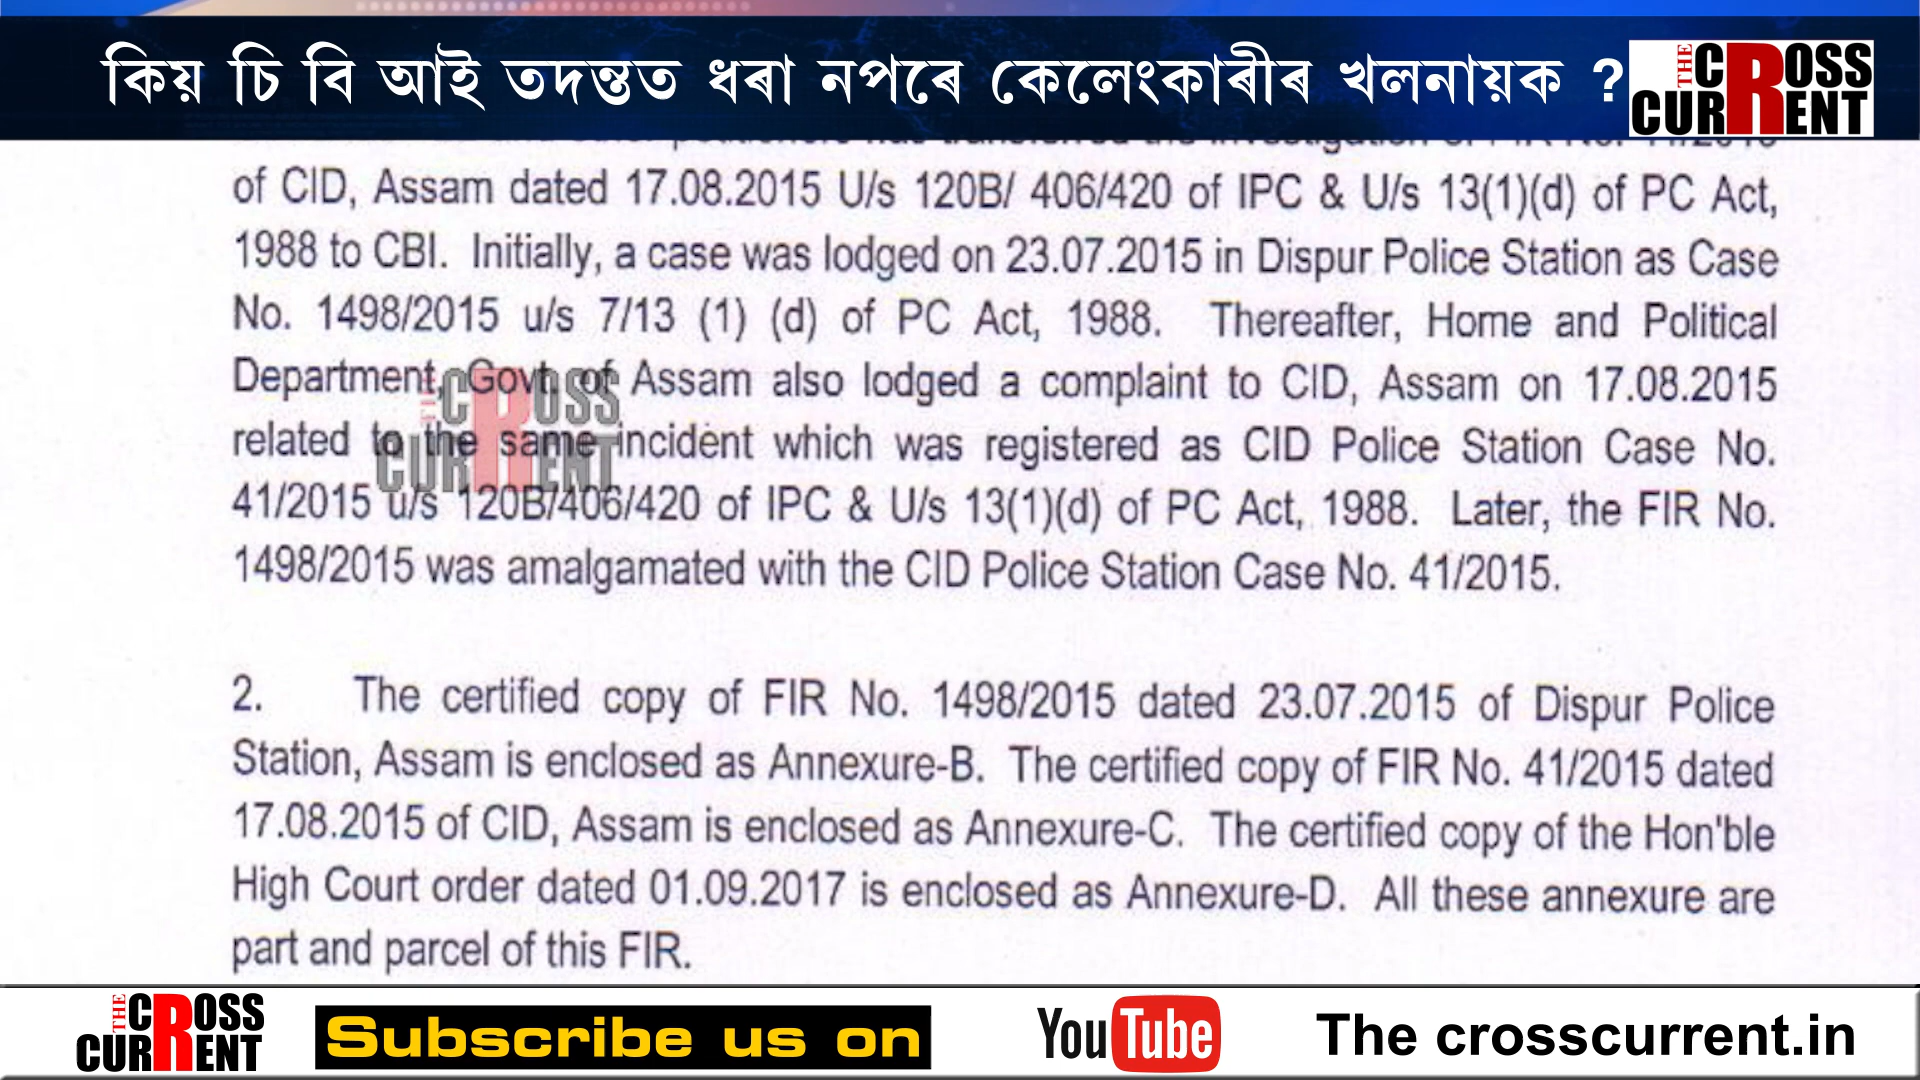 কিয় চি বি আই তদন্তত ধৰা নপৰে কেলেংকাৰীৰ খলনায়ক ?
THE CROSS
CURRENT
of CID, Assam dated 17.08.2015 U/s 120B/ 406/420 of IPC & U/s 13(1)(d) of PC Act,
1988 to CBI. Initially, a case was lodged on 23.07.2015 in Dispur Police Station as Case
No. 1498/2015 u/s 7/13 (1) (d) of PC Act, 1988. Thereafter, Home and Political
Department, Govt. of Assam also lodged a complaint to CID, Assam on 17.08.2015
related to the same incident which was registered as CID Police Station Case No.
41/2015 u/s 120B/406/420 of IPC & U/s 13(1)(d) of PC Act, 1988. Later, the FIR No.
1498/2015 was amalgamated with the CID Police Station Case No. 41/2015.
THE CROSS
CURRENT
2. The certified copy of FIR No. 1498/2015 dated 23.07.2015 of Dispur Police
Station, Assam is enclosed as Annexure-B. The certified copy of FIR No. 41/2015 dated
17.08.2015 of CID, Assam is enclosed as Annexure-C. The certified copy of the Hon'ble
High Court order dated 01.09.2017 is enclosed as Annexure-D. All these annexure are
part and parcel of this FIR.
THE CROSS
CURRENT
Subscribe us on
YouTube
The crosscurrent.in